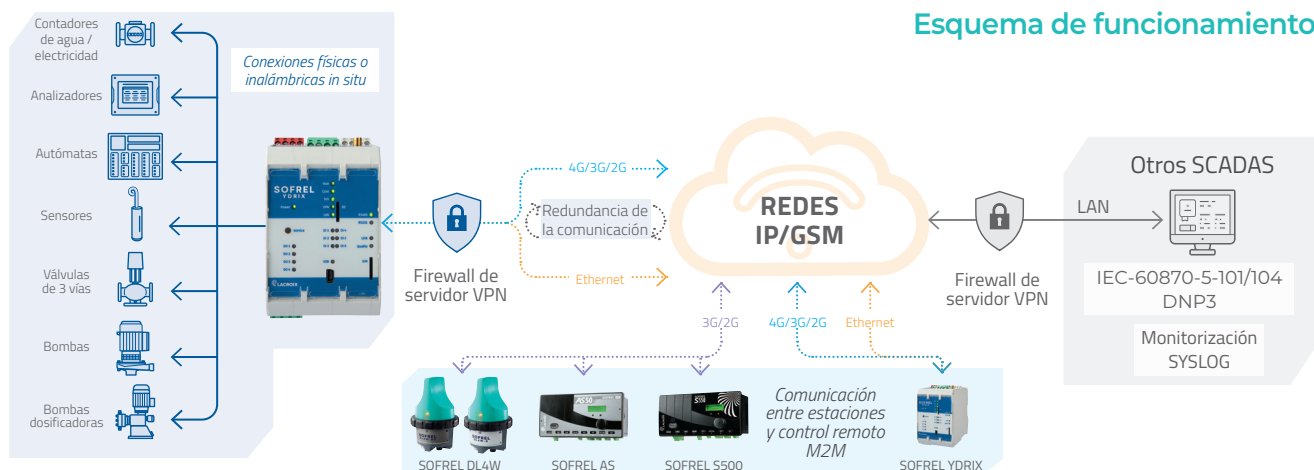 Esquema de funcionamiento
Contadores
de agua /
electricidad
Analizadores
Autómatas
Sensores
Válvulas
de 3 vías
Bombas
Bombas
dosificadoras
Conexiones físicas o
inalámbricas in situ
SOFREL
YDRIX
LACROIX
Firewall de
servidor VPN
4G/3G/2G
Redundancia de
la comunicación
Ethernet
REDES
IP/GSM
Firewall de
servidor VPN
LAN
Otros SCADAS
IEC-60870-5-101/104
DNP3
Monitorización
SYSLOG
3G/2G
4G/3G/2G
Ethernet
Comunicación
entre estaciones
y control remoto
M2M
SOFREL DL4W
SOFREL AS
SOFREL S500
SOFREL YDRIX